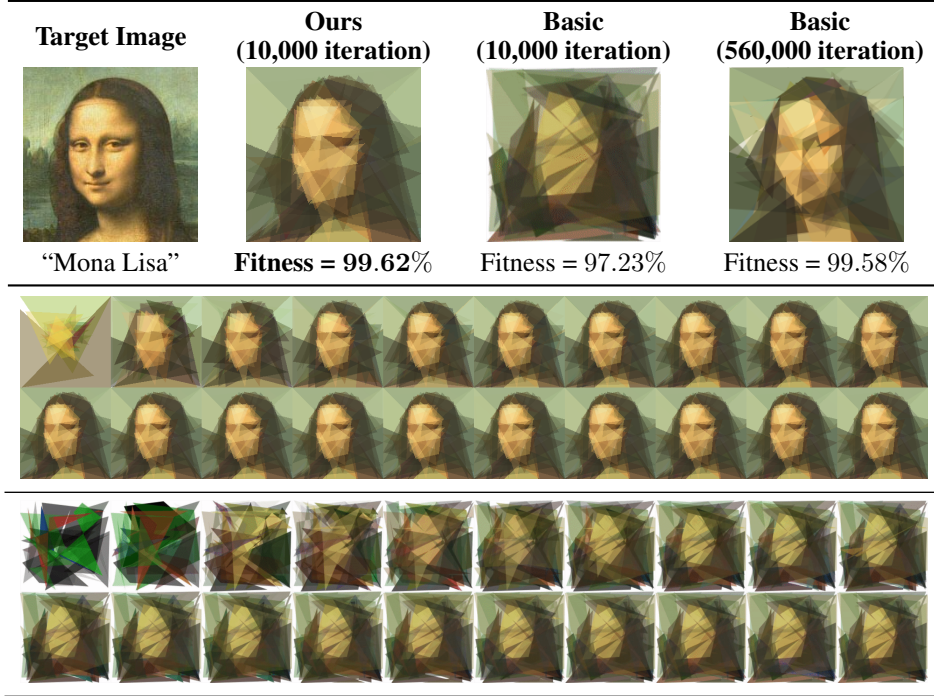 Target Image
Ours
(10,000 iteration)
Basic
(10,000 iteration)
Basic
(560,000 iteration)
“Mona Lisa”
Fitness = 99.62%
Fitness = 97.23%
Fitness = 99.58%